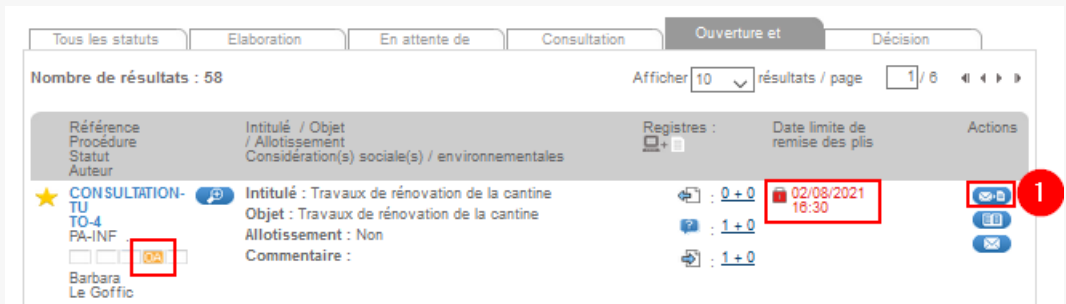 Tous les statuts Elaboration En attente de Consultation Ouverture et Décision
Nombre de résultats : 58 Afficher 10 résultats / page 1 / 6
Référence Intitulé / Objet Registres : Date limite de Actions
Procédure / Allotissement + remise des plis
Statut Considération(s) sociale(s) / environnementales
Auteur
CONSULTATION- Intitulé : Travaux de rénovation de la cantine : 0 + 0 02/08/2021 1
TU Objet : Travaux de rénovation de la cantine 16:30
TO-4 Allotissement : Non ? : 1 + 0
PA-INF
OA Commentaire : : 1 + 0
Barbara
Le Goffic